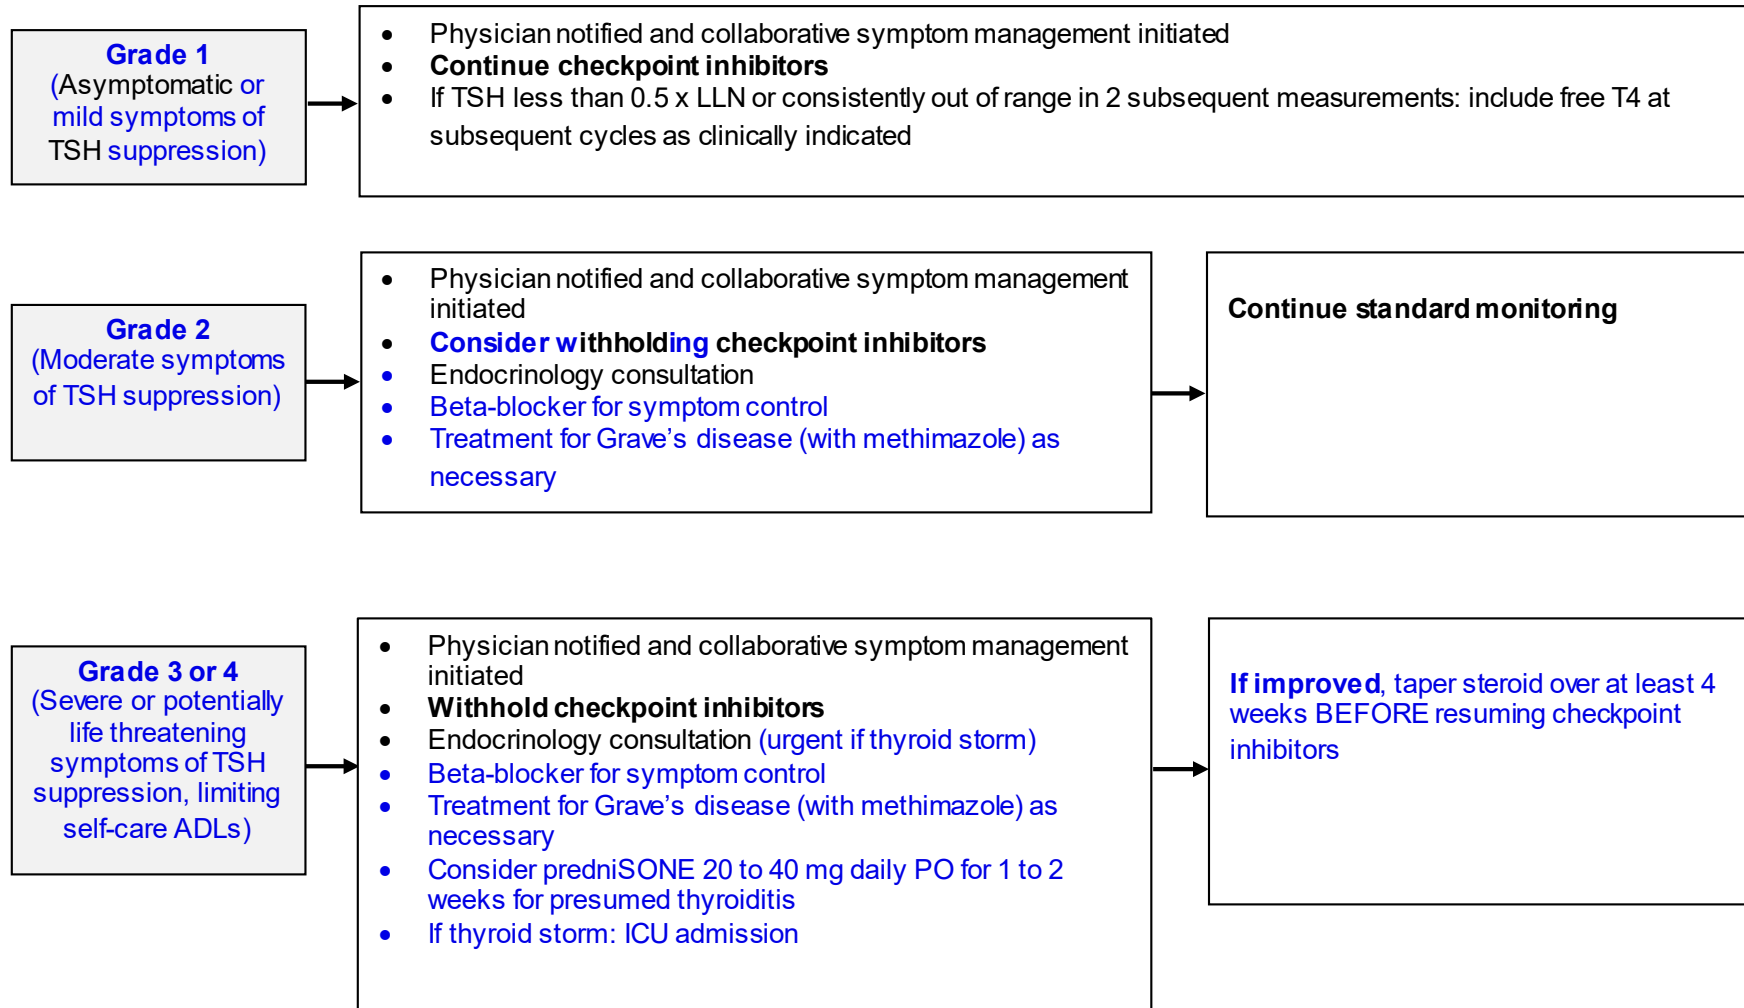 Grade 1
(Asymptomatic or
mild symptoms of
TSH suppression)
• Physician notified and collaborative symptom management initiated
• Continue checkpoint inhibitors
• If TSH less than 0.5 x LLN or consistently out of range in 2 subsequent measurements: include free T4 at
subsequent cycles as clinically indicated
Grade 2
(Moderate symptoms
of TSH suppression)
• Physician notified and collaborative symptom management
initiated
• Consider withholding checkpoint inhibitors
• Endocrinology consultation
• Beta-blocker for symptom control
• Treatment for Grave’s disease (with methimazole) as
necessary
Continue standard monitoring
Grade 3 or 4
(Severe or potentially
life threatening
symptoms of TSH
suppression, limiting
self-care ADLs)
• Physician notified and collaborative symptom management
initiated
• Withhold checkpoint inhibitors
• Endocrinology consultation (urgent if thyroid storm)
• Beta-blocker for symptom control
• Treatment for Grave’s disease (with methimazole) as
necessary
• Consider predniSONE 20 to 40 mg daily PO for 1 to 2
weeks for presumed thyroiditis
• If thyroid storm: ICU admission
If improved, taper steroid over at least 4
weeks BEFORE resuming checkpoint
inhibitors